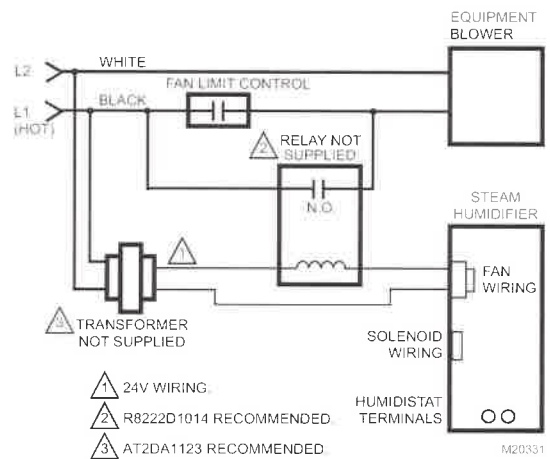 EQUIPMENT
BLOWER
L2
WHITE
FAN LIMIT CONTROL
BLACK
L1
(HOT)
2
RELAY NOT
SUPPLIED
N.O.
STEAM
HUMIDIFIER
1
FAN
WIRING
3
TRANSFORMER
NOT SUPPLIED
SOLENOID
WIRING
HUMIDISTAT
TERMINALS
1 24V WIRING.
2 R8222D1014 RECOMMENDED.
3 AT2DA1123 RECOMMENDED.
M20331